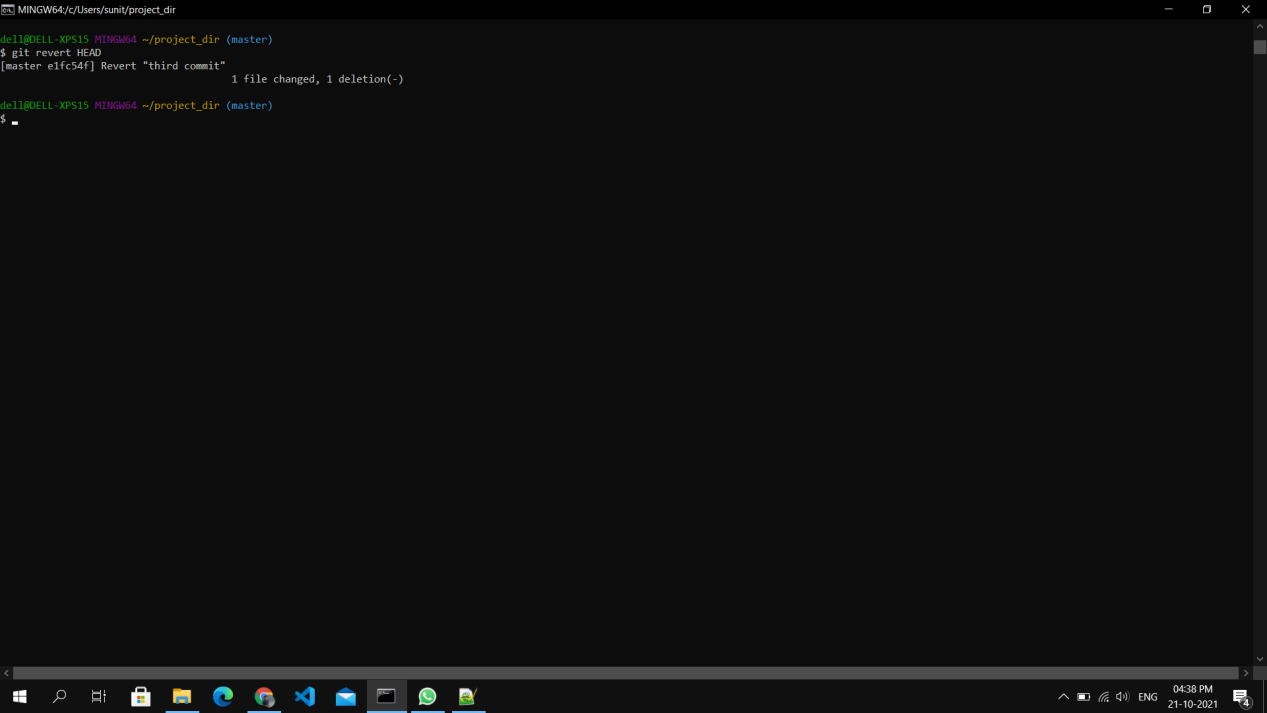 MINGW64:/c/Users/sunit/project_dir
dell@DELL-XPS15 MINGW64 ~/project_dir (master)
$ git revert HEAD
[master e1fc54f] Revert "third commit"
1 file changed, 1 deletion(-)
dell@DELL-XPS15 MINGW64 ~/project_dir (master)
$
ENG
04:38 PM
21-10-2021
4